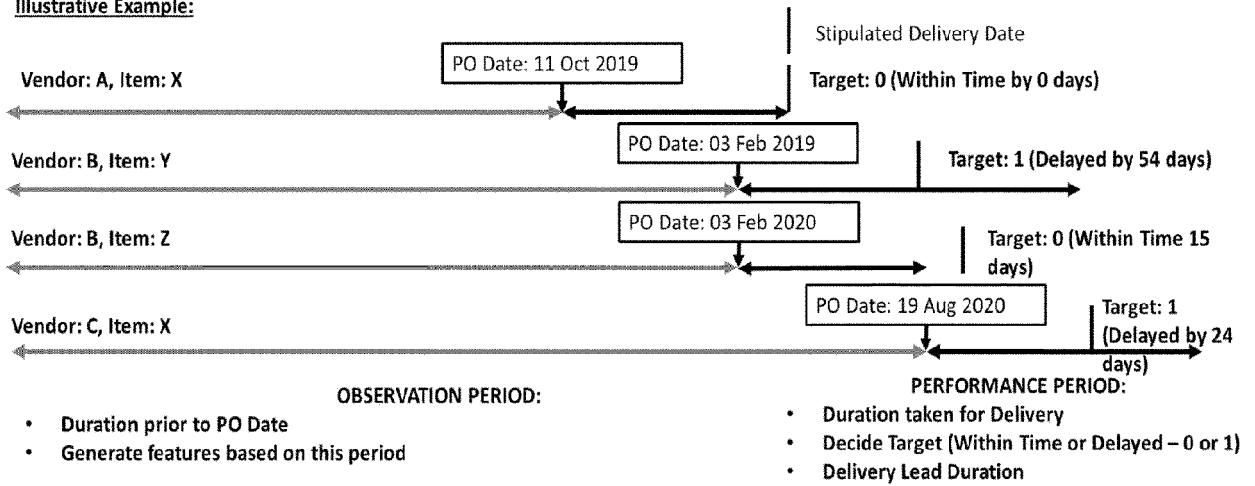 Illustrative Example:
Stipulated Delivery Date
PO Date: 11 Oct 2019
Vendor: A, Item: X
Target: 0 (Within Time by 0 days)
PO Date: 03 Feb 2019
Vendor: B, Item: Y
Target: 1 (Delayed by 54 days)
PO Date: 03 Feb 2020
Vendor: B, Item: Z
Target: 0 (Within Time 15
days)
PO Date: 19 Aug 2020
Vendor: C, Item: X
Target: 1
(Delayed by 24
days)
OBSERVATION PERIOD:
• Duration prior to PO Date
• Generate features based on this period
PERFORMANCE PERIOD:
• Duration taken for Delivery
• Decide Target (Within Time or Delayed – 0 or 1)
• Delivery Lead Duration